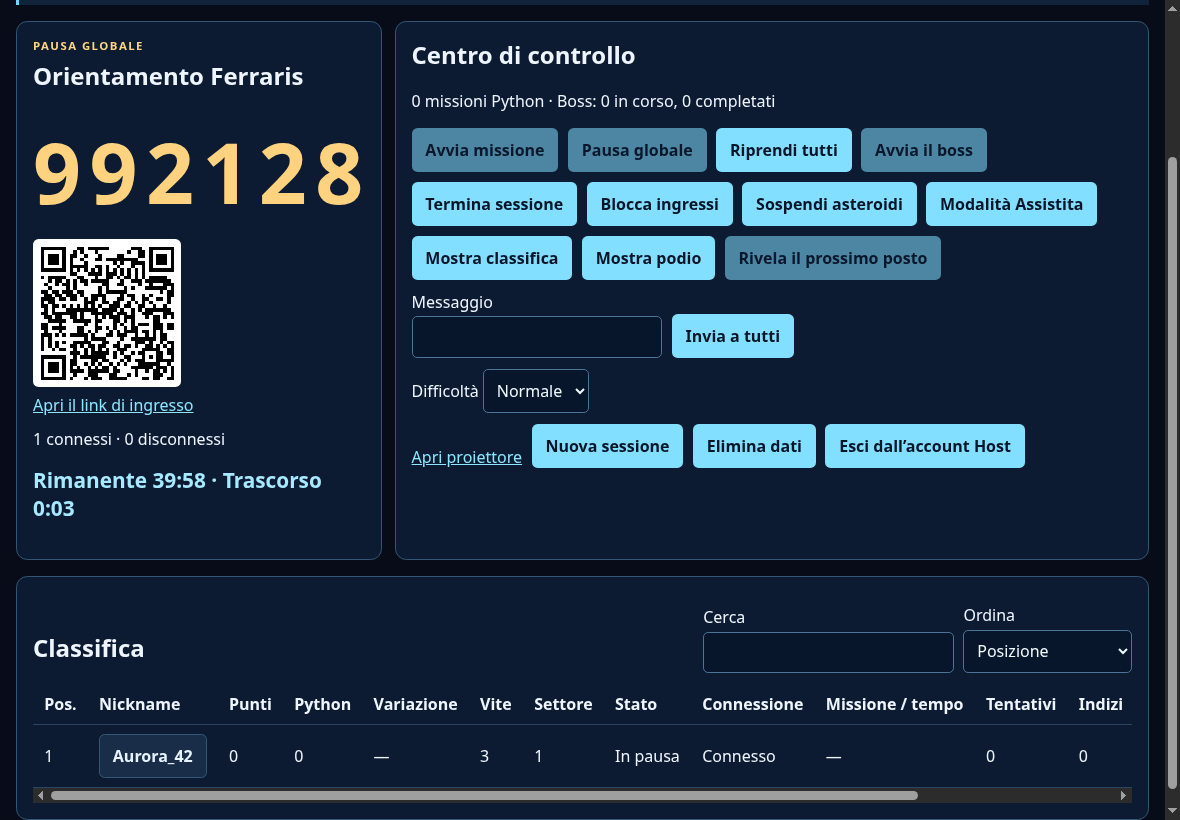 PAUSA GLOBALE
Orientamento Ferraris
992128
Apri il link di ingresso
1 connessi · 0 disconnessi
Rimanente 39:58 · Trascorso
0:03
Centro di controllo
0 missioni Python · Boss: 0 in corso, 0 completati
Avvia missione Pausa globale Riprendi tutti Avvia il boss
Termina sessione Blocca ingressi Sospendi asteroidi Modalità Assistita
Mostra classifica Mostra podio Rivela il prossimo posto
Messaggio
Invia a tutti
Difficoltà Normale
Apri proiettore Nuova sessione Elimina dati Esci dall’account Host
Classifica
Cerca
Ordina
Posizione
Pos. Nickname Punti Python Variazione Vite Settore Stato Connessione Missione / tempo Tentativi Indizi
1 Aurora_42 0 0 — 3 1 In pausa Connesso — 0 0